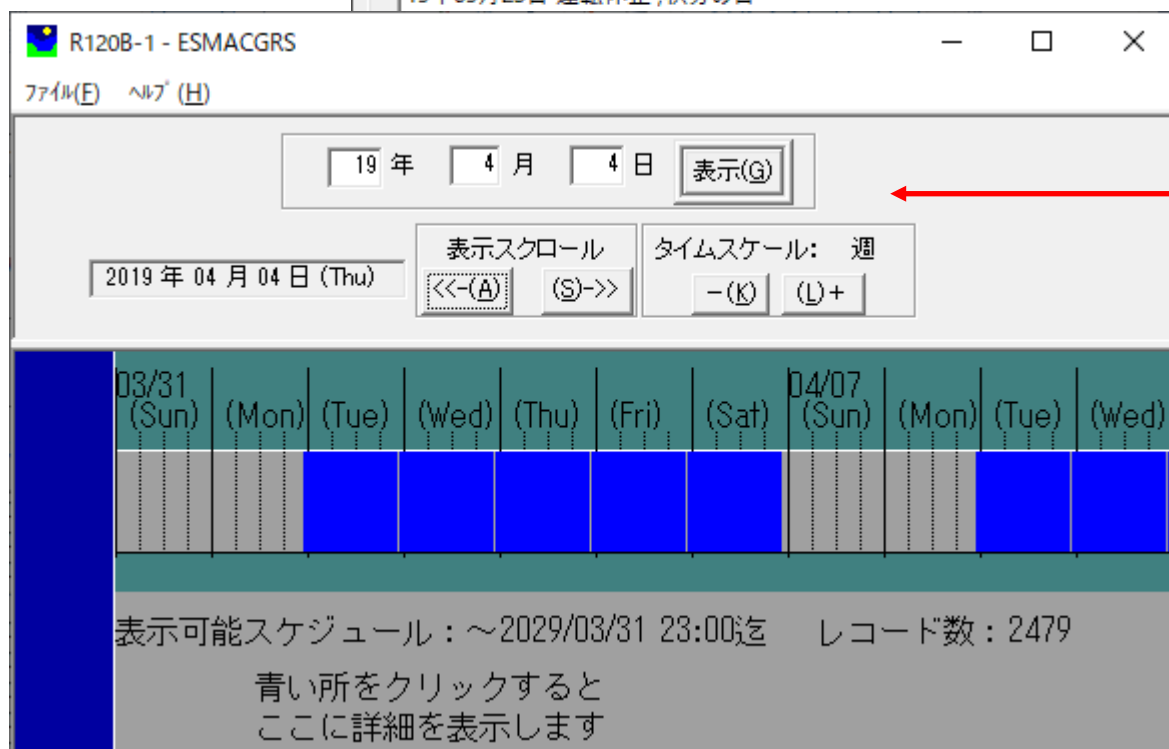 R120B-1 - ESMACGRS
ﾌｧｲﾙ(F) ﾍﾙﾌﾟ(H)
19 年 4 月 4 日 表示(G)
表示スクロール タイムスケール: 週
2019 年 04 月 04 日 (Thu) <<-(A) (S)->> -(K) (L)+
03/31 04/07
(Sun) (Mon) (Tue) (Wed) (Thu) (Fri) (Sat) (Sun) (Mon) (Tue) (Wed)
表示可能スケジュール：～2029/03/31 23:00迄 レコード数：2479
青い所をクリックすると
ここに詳細を表示します